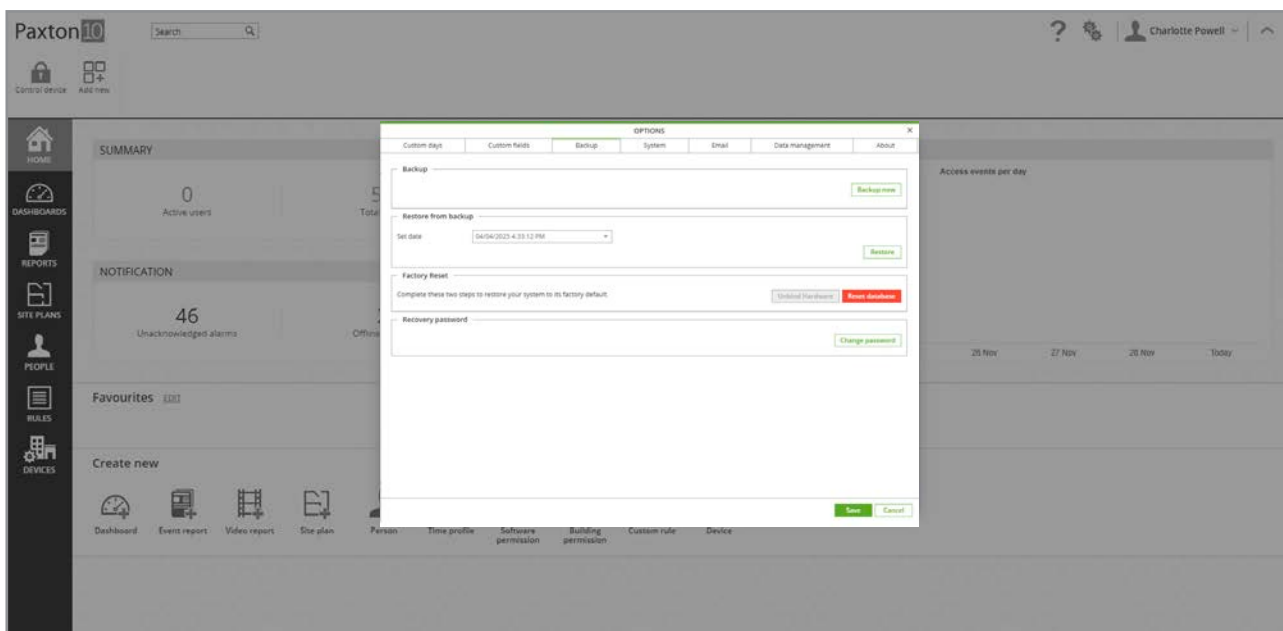 Paxton10
Search
Charlotte Powell
Control device
Add new
HOME
DASHBOARDS
REPORTS
SITE PLANS
PEOPLE
RULES
DEVICES
SUMMARY
0
Active users
5
Total
NOTIFICATION
46
Unacknowledged alarms
Offline
Favourites EDIT
Create new
Dashboard
Event report
Video report
Site plan
Person
Time profile
Software
permission
Building
permission
Custom rule
Device
Access events per day
26 Nov
27 Nov
28 Nov
Today
OPTIONS
Custom days
Custom fields
Backup
System
Email
Data management
About
Backup
Backup now
Restore from backup
Set date
04/04/2023 4:33:12 PM
Restore
Factory Reset
Complete these two steps to restore your system to its factory default.
Unbind Hardware
Reset database
Recovery password
Change password
Save
Cancel